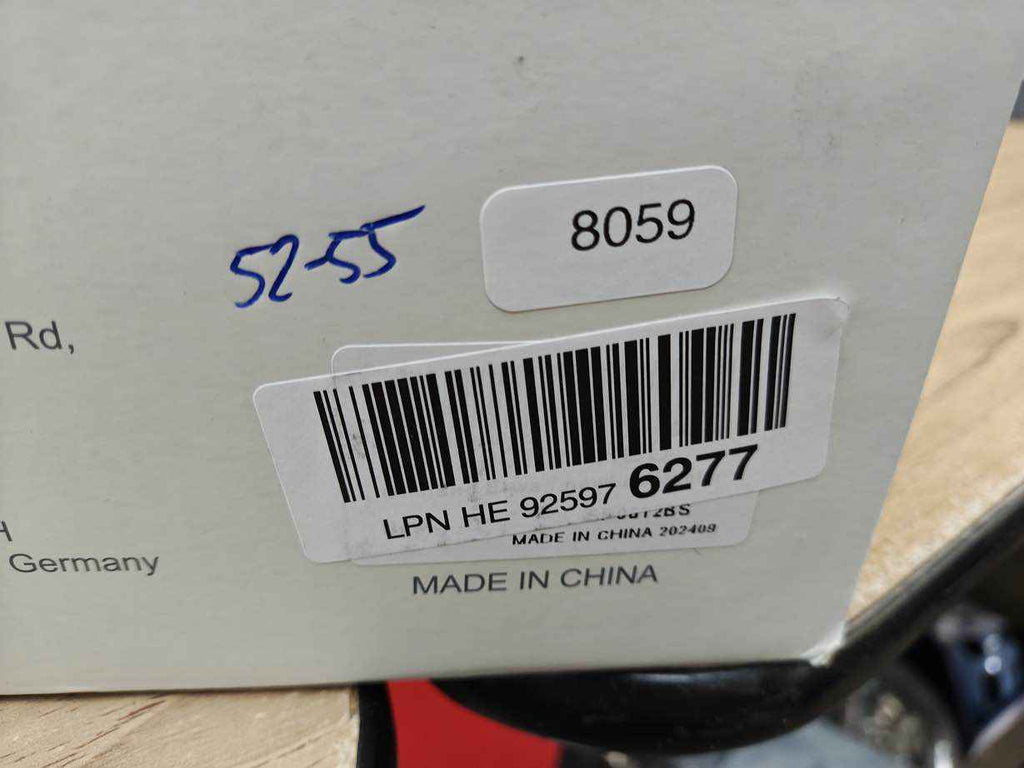 8059
52-55
Rd,
LPN HE 92597 6277
MADE IN CHINA 202409
H
Germany
MADE IN CHINA